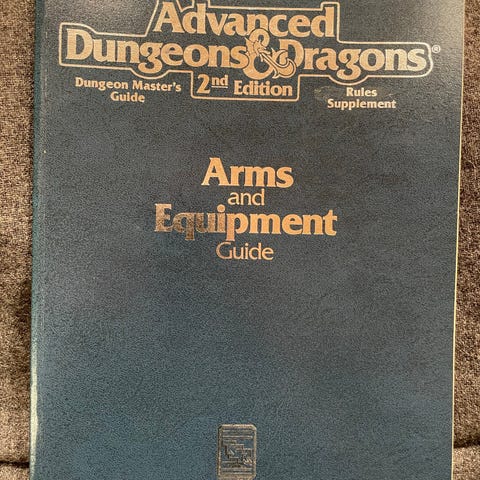 Advanced
Dungeons & Dragons®
2nd Edition
Dungeon Master's
Guide
Rules
Supplement
Arms
and
Equipment
Guide